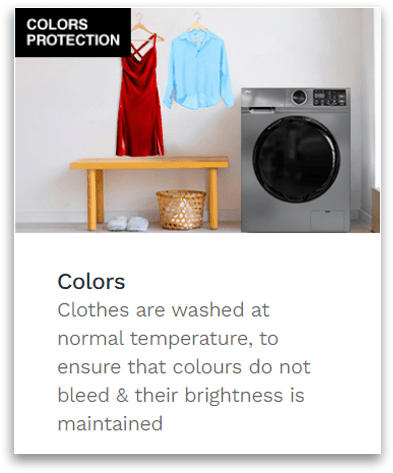 COLORS
PROTECTION
Colors
Clothes are washed at
normal temperature, to
ensure that colours do not
bleed & their brightness is
maintained